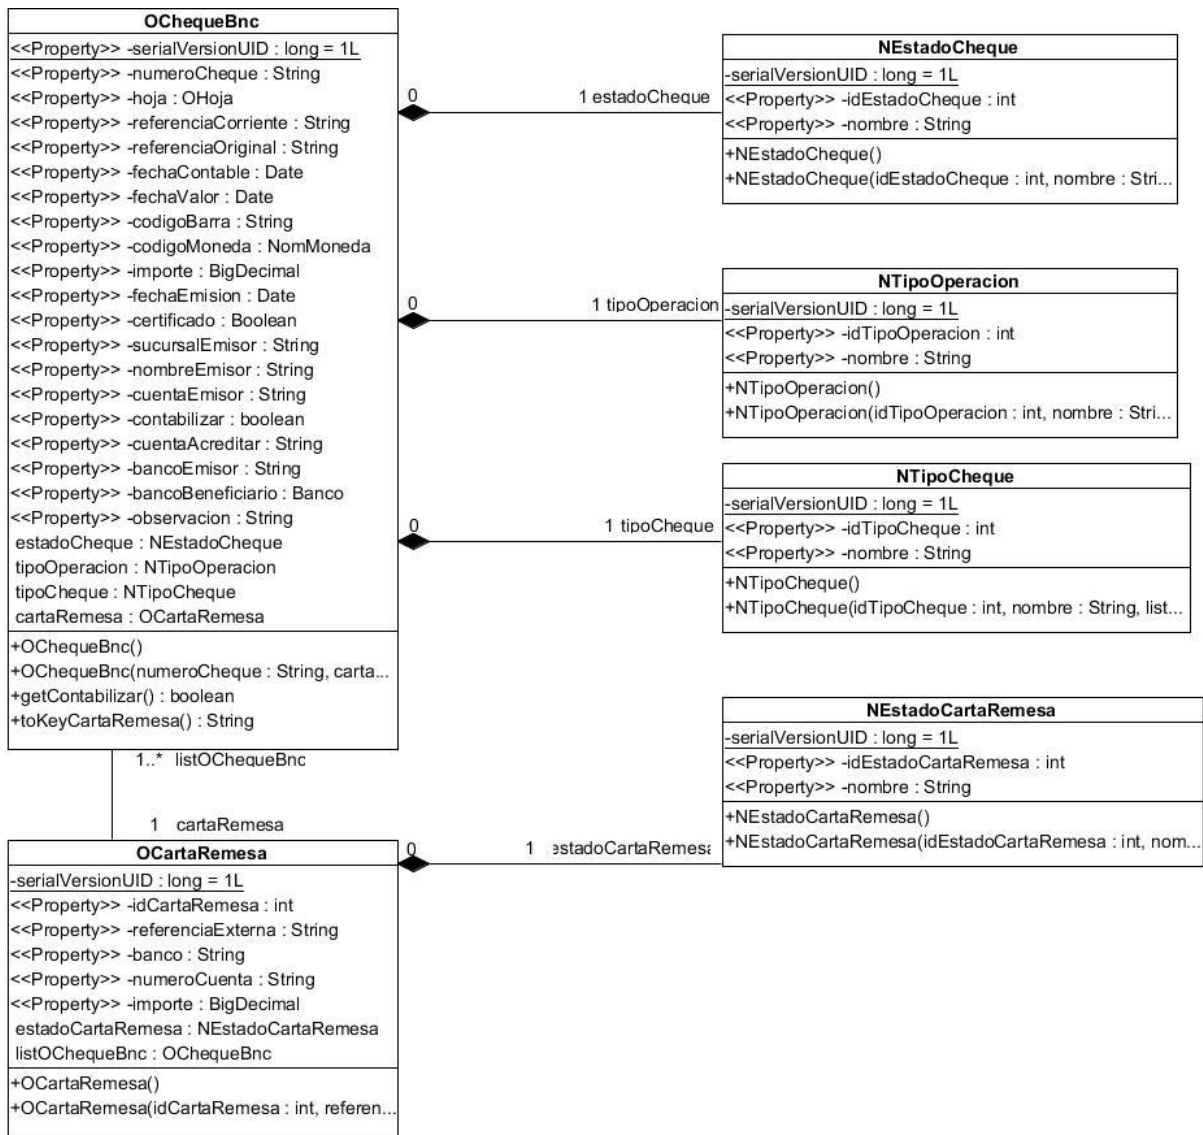 OChequeBnc
<<Property>> -serialVersionUID : long = 1L
<<Property>> -numeroCheque : String
<<Property>> -hoja : OHoja
<<Property>> -referenciaCorriente : String
<<Property>> -referenciaOriginal : String
<<Property>> -fechaContable : Date
<<Property>> -fechaValor : Date
<<Property>> -codigoBarra : String
<<Property>> -codigoMoneda : NomMoneda
<<Property>> -importe : BigDecimal
<<Property>> -fechaEmision : Date
<<Property>> -certificado : Boolean
<<Property>> -sucursalEmisor : String
<<Property>> -nombreEmisor : String
<<Property>> -cuentaEmisor : String
<<Property>> -contabilizar : boolean
<<Property>> -cuentaAcreditar : String
<<Property>> -bancoEmisor : String
<<Property>> -bancoBeneficiario : Banco
<<Property>> -observacion : String
estadoCheque : NEstadoCheque
tipoOperacion : NTipoOperacion
tipoCheque : NTipoCheque
cartaRemesa : OCartaRemesa
+OChequeBnc()
+OChequeBnc(numeroCheque : String, carta...
+getContabilizar() : boolean
+toKeyCartaRemesa() : String
0
1 estadoCheque
NEstadoCheque
-serialVersionUID : long = 1L
<<Property>> -idEstadoCheque : int
<<Property>> -nombre : String
+NEstadoCheque()
+NEstadoCheque(idEstadoCheque : int, nombre : Stri...
0
1 tipoOperacion
NTipoOperacion
-serialVersionUID : long = 1L
<<Property>> -idTipoOperacion : int
<<Property>> -nombre : String
+NTipoOperacion()
+NTipoOperacion(idTipoOperacion : int, nombre : Stri...
0
1 tipoCheque
NTipoCheque
-serialVersionUID : long = 1L
<<Property>> -idTipoCheque : int
<<Property>> -nombre : String
+NTipoCheque()
+NTipoCheque(idTipoCheque : int, nombre : String, list...
1..* listOChequeBnc
1 cartaRemesa
OCartaRemesa
-serialVersionUID : long = 1L
<<Property>> -idCartaRemesa : int
<<Property>> -referenciaExterna : String
<<Property>> -banco : String
<<Property>> -numeroCuenta : String
<<Property>> -importe : BigDecimal
estadoCartaRemesa : NEstadoCartaRemesa
listOChequeBnc : OChequeBnc
+OCartaRemesa()
+OCartaRemesa(idCartaRemesa : int, referen...
0
1 estadoCartaRemesa
NEstadoCartaRemesa
-serialVersionUID : long = 1L
<<Property>> -idEstadoCartaRemesa : int
<<Property>> -nombre : String
+NEstadoCartaRemesa()
+NEstadoCartaRemesa(idEstadoCartaRemesa : int, nom...